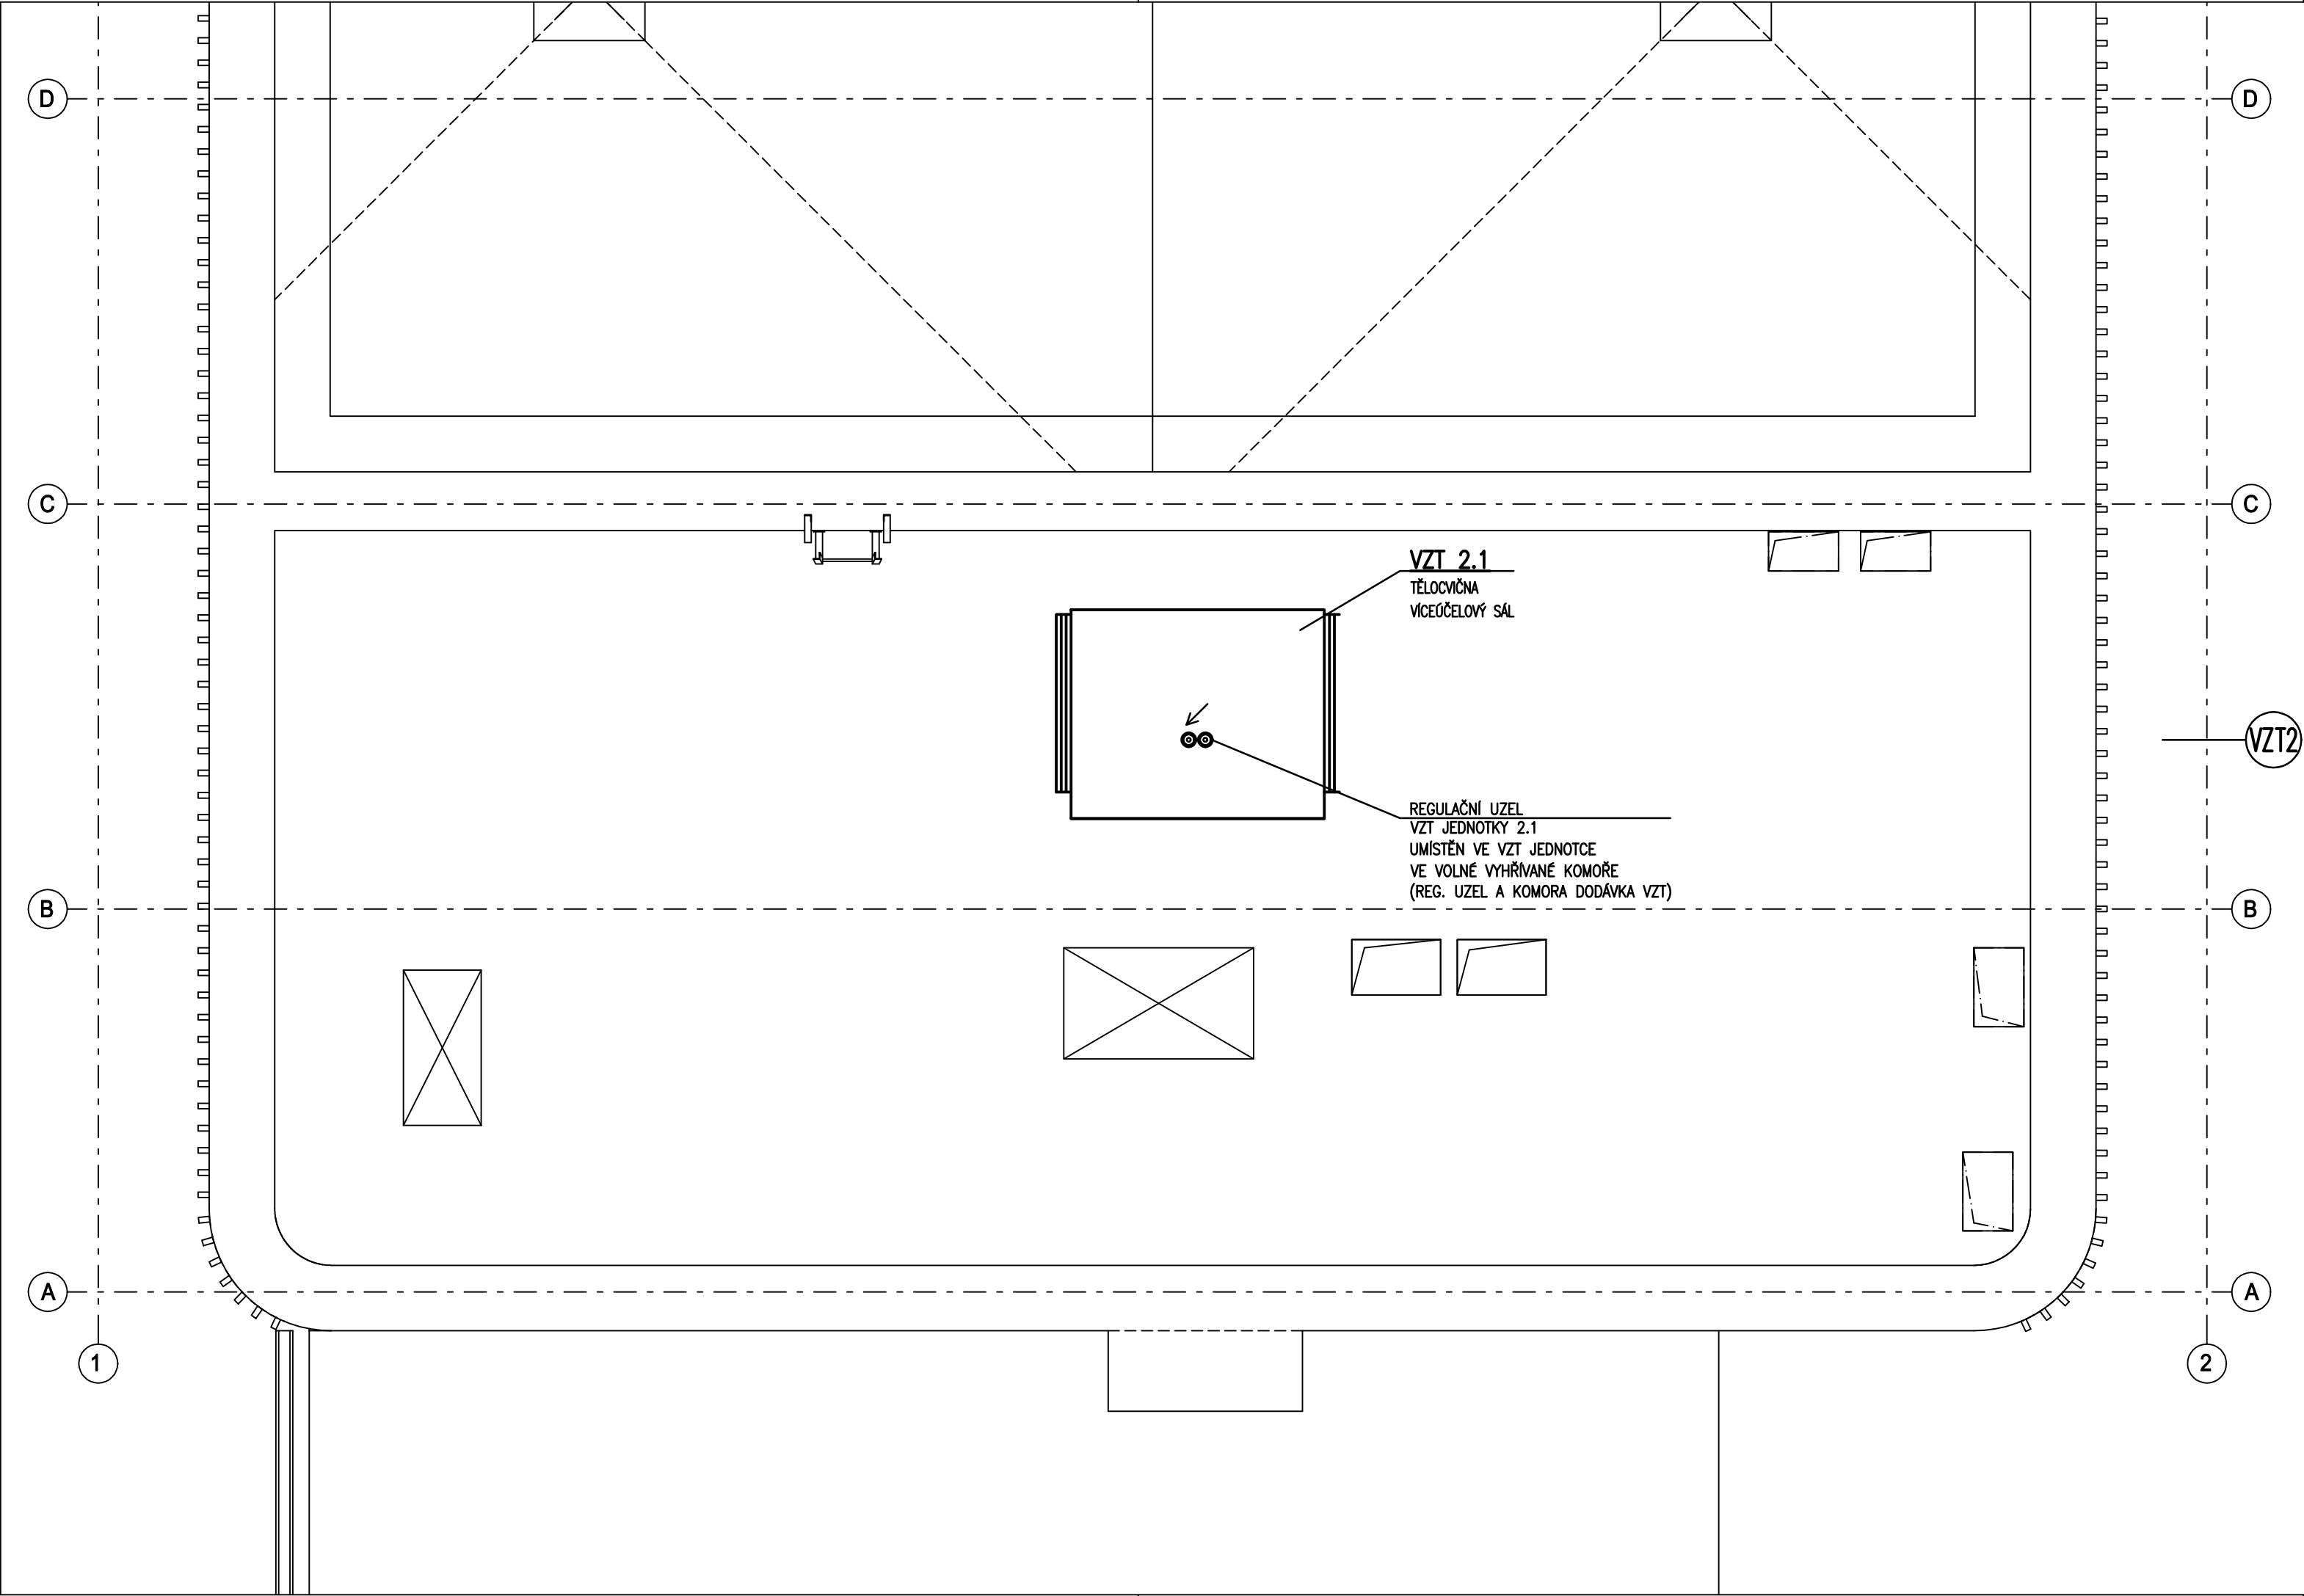 D
D
C
C
VZT 2.1
TĚLOCVIČNA
VÍCEÚČELOVÝ SÁL
VZT2
REGULAČNÍ UZEL
VZT JEDNOTKY 2.1
UMÍSTĚN VE VZT JEDNOTCE
VE VOLNÉ VYHŘÍVANÉ KOMOŘE
(REG. UZEL A KOMORA DODÁVKA VZT)
B
B
A
A
1
2